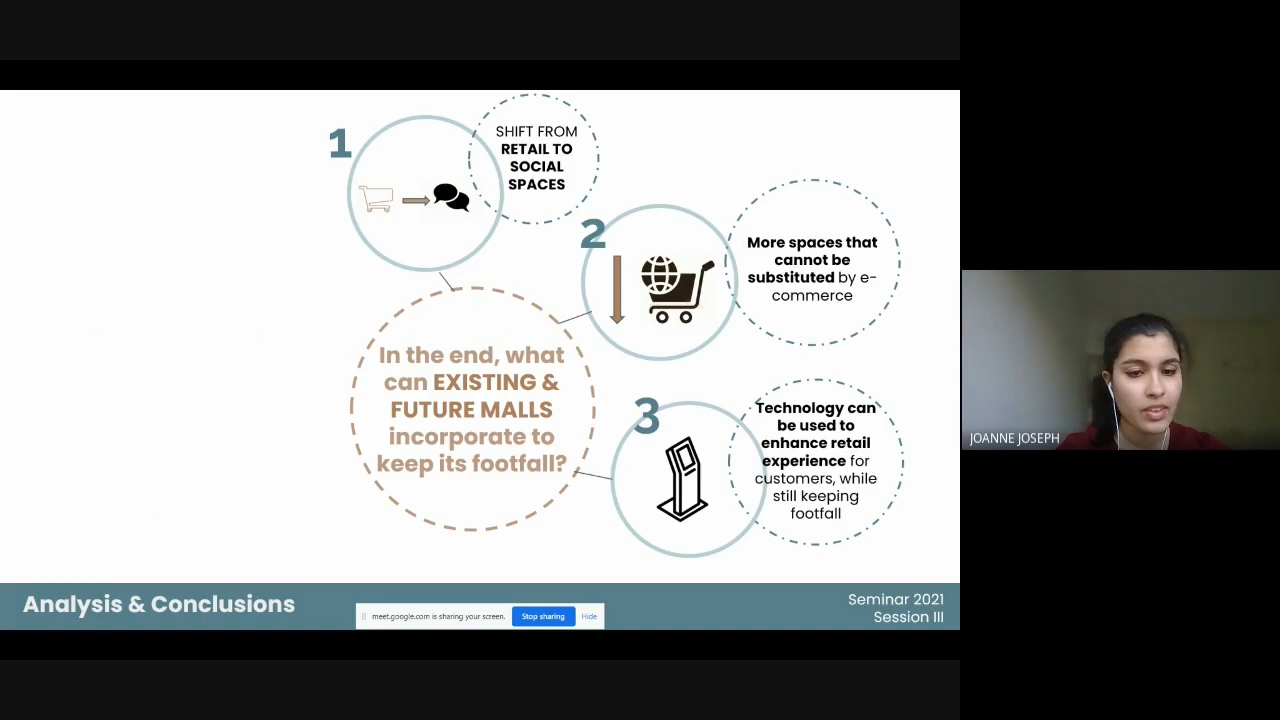 1
SHIFT FROM
RETAIL TO
SOCIAL
SPACES
2
More spaces that
cannot be
substituted by e-
commerce
In the end, what
can EXISTING &
FUTURE MALLS
incorporate to
keep its footfall?
3
Technology can
be used to
enhance retail
experience for
customers, while
still keeping
footfall
JOANNE JOSEPH
Analysis & Conclusions
meet.google.com is sharing your screen.
Stop sharing
Hide
Seminar 2021
Session III